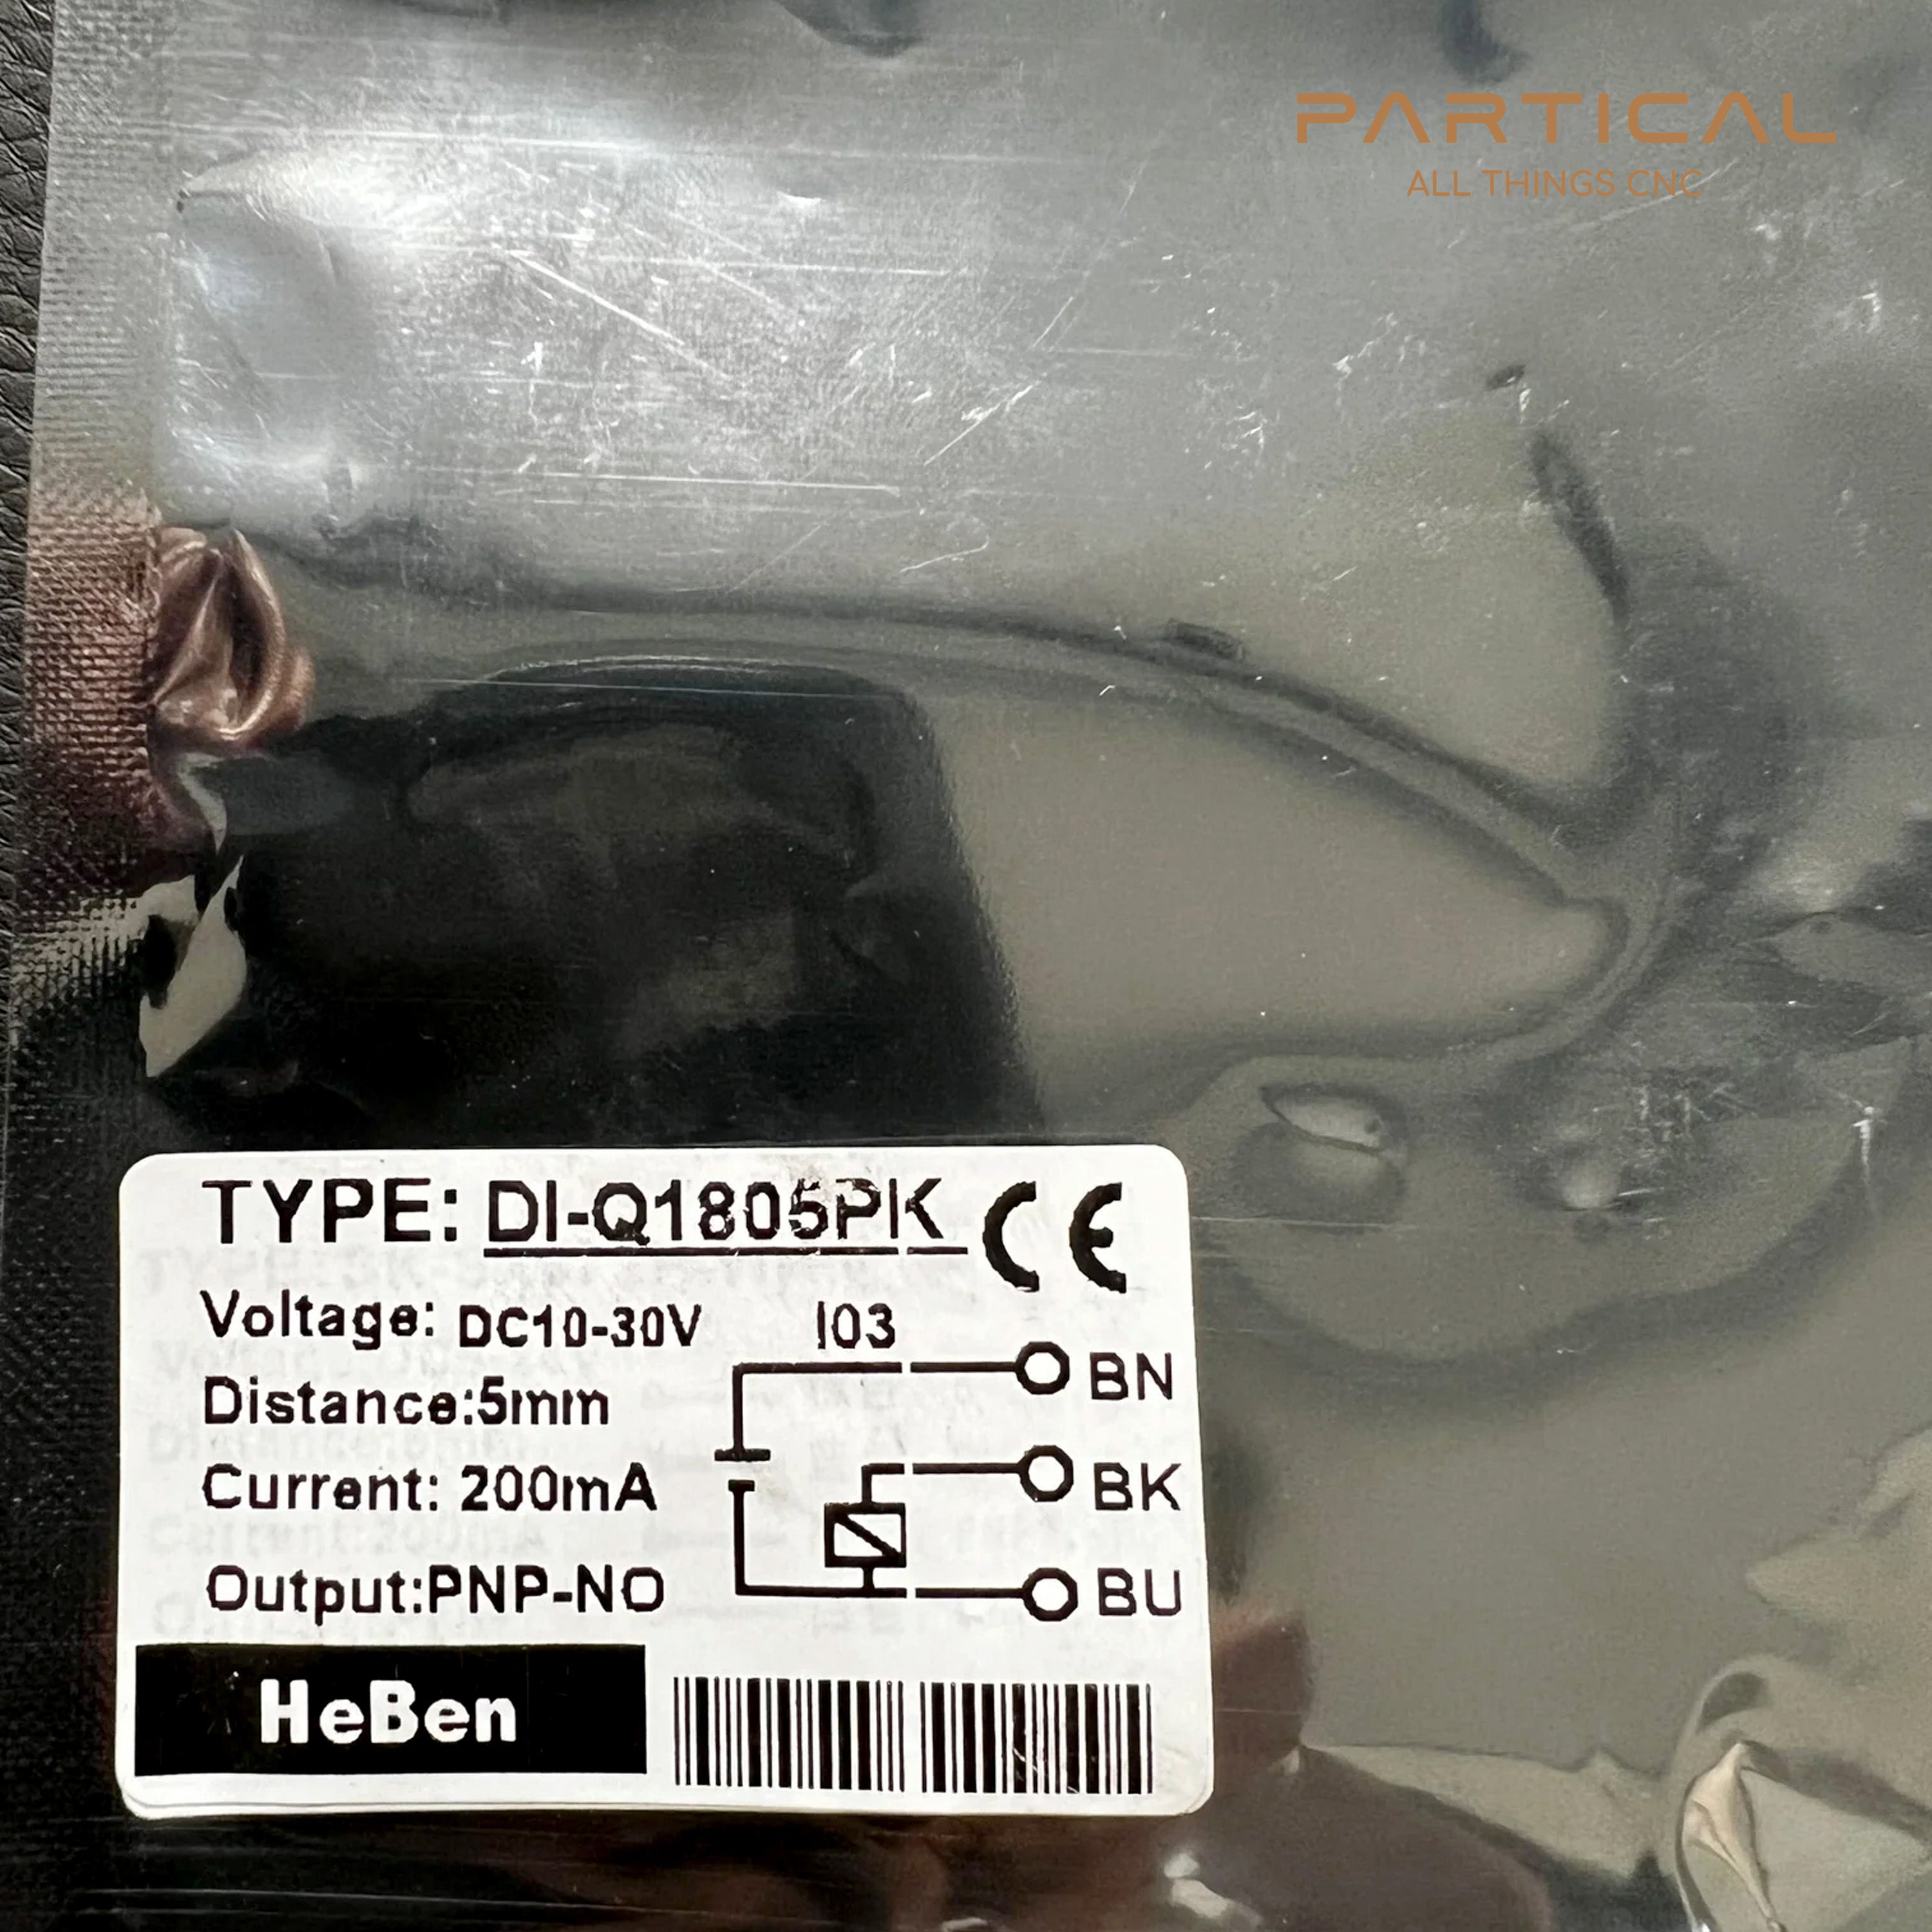 PARTICAL
ALL THINGS CNC
TYPE: DI-Q1805PK CE
Voltage: DC10-30V I03
BN
Distance:5mm
Current: 200mA
BK
Output:PNP-NO
BU
HeBen